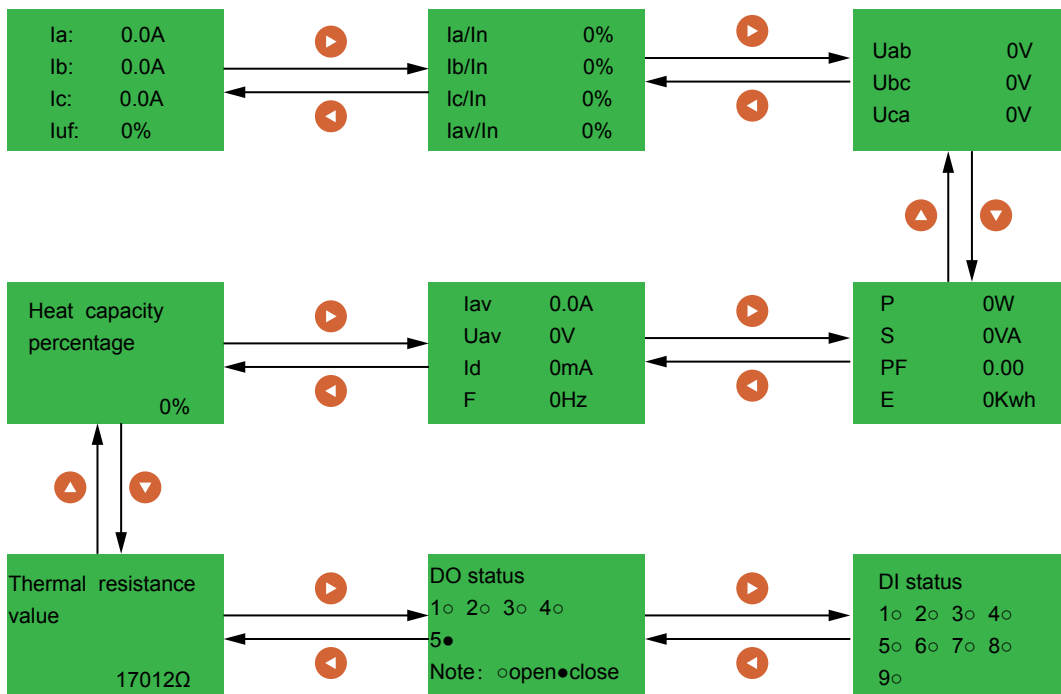 Ia: 0.0A
Ib: 0.0A
Ic: 0.0A
Iuf: 0%
Ia/In 0%
Ib/In 0%
Ic/In 0%
Iav/In 0%
Uab 0V
Ubc 0V
Uca 0V
Heat capacity
percentage
0%
Iav 0.0A
Uav 0V
Id 0mA
F 0Hz
P 0W
S 0VA
PF 0.00
E 0Kwh
Thermal resistance
value
17012Ω
DO status
1○ 2○ 3○ 4○
5●
Note: ○open●close
DI status
1○ 2○ 3○ 4○
5○ 6○ 7○ 8○
9○